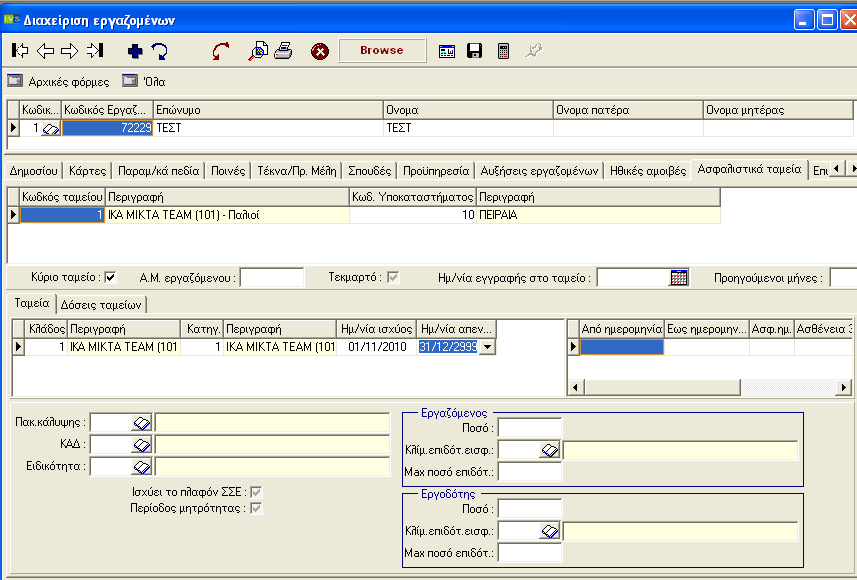 LVS Διαχείριση εργαζομένων
Browse
Αρχικές φόρμες Όλα
Κωδικ... Κωδικός Εργαζ... Επώνυμο Ονομα Ονομα πατέρα Ονομα μητέρας
1 72229 ΤΕΣΤ ΤΕΣΤ
Δημοσίου Κάρτες Παραμ/κά πεδία Ποινές Τέκνα/Πρ. Μέλη Σπουδές Προϋπηρεσία Αυξήσεις εργαζομένων Ηθικές αμοιβές Ασφαλιστικά ταμεία Επι
Κωδκός ταμείου Περιγραφή Κωδ. Υποκαταστήματος Περιγραφή
1 ΙΚΑ ΜΙΚΤΑ ΤΕΑΜ (101) - Παλιοί 10 ΠΕΙΡΑΙΑ
Κύριο ταμείο : Α.Μ. εργαζόμενου : Τεκμαρτό : Ημ/νία εγγραφής στο ταμείο : Προηγούμενοι μήνες :
Ταμεία Δόσεις ταμείων
Κλάδος Περιγραφή Κατηγ. Περιγραφή Ημ/νία ισχύος Ημ/νία απεν... Από ημερομηνία Εως ημερομην... Ασφ.ημ. Ασθένεια 3
1 ΙΚΑ ΜΙΚΤΑ ΤΕΑΜ (101 1 ΙΚΑ ΜΙΚΤΑ ΤΕΑΜ (101 01/11/2010 31/12/2999
Πακ.κάλυψης :
ΚΑΔ :
Ειδικότητα :
Ισχύει το πλαφόν ΣΣΕ :
Περίοδος μητρότητας :
Εργαζόμενος
Ποσό :
Κλίμ.επιδότ.εισφ.:
Max ποσό επιδότ.:
Εργοδότης
Ποσό :
Κλίμ.επιδότ.εισφ.:
Max ποσό επιδότ.: